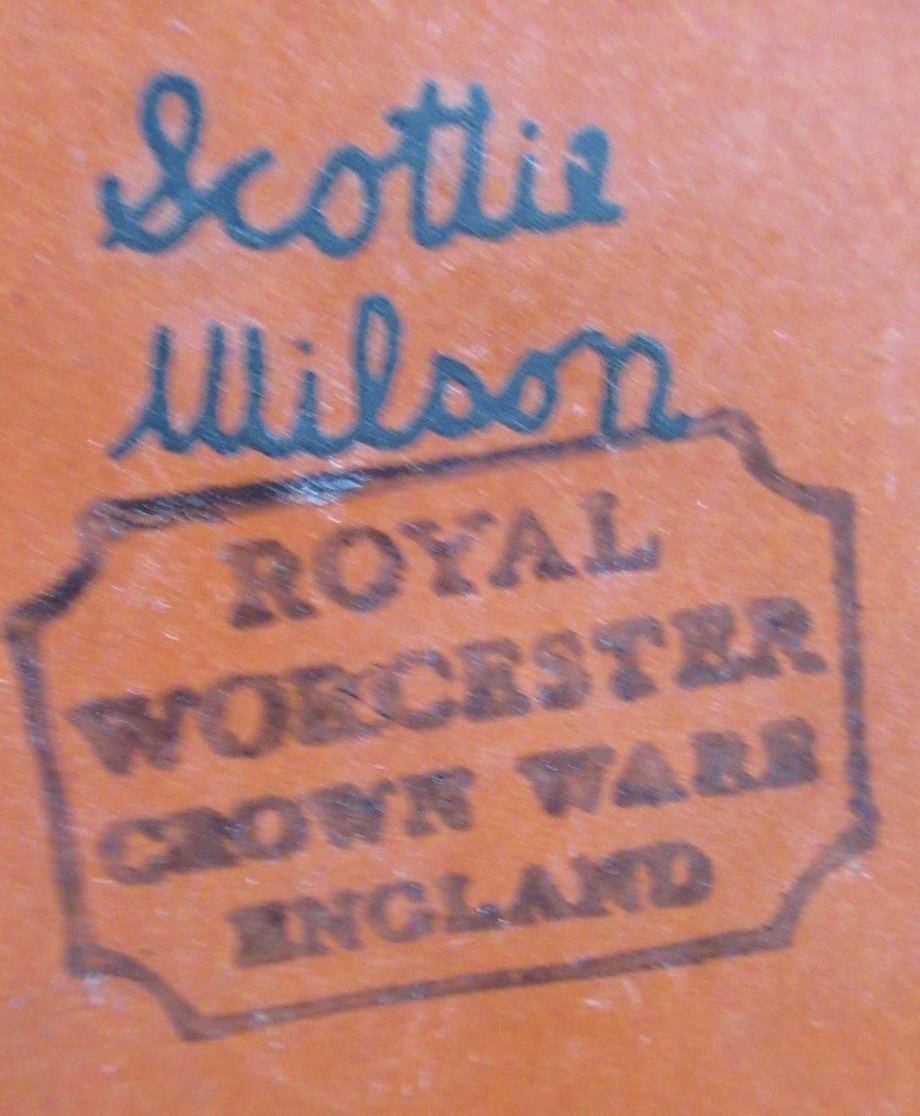 Scottie
Wilson
ROYAL
WORCESTER
CROWN WARE
ENGLAND